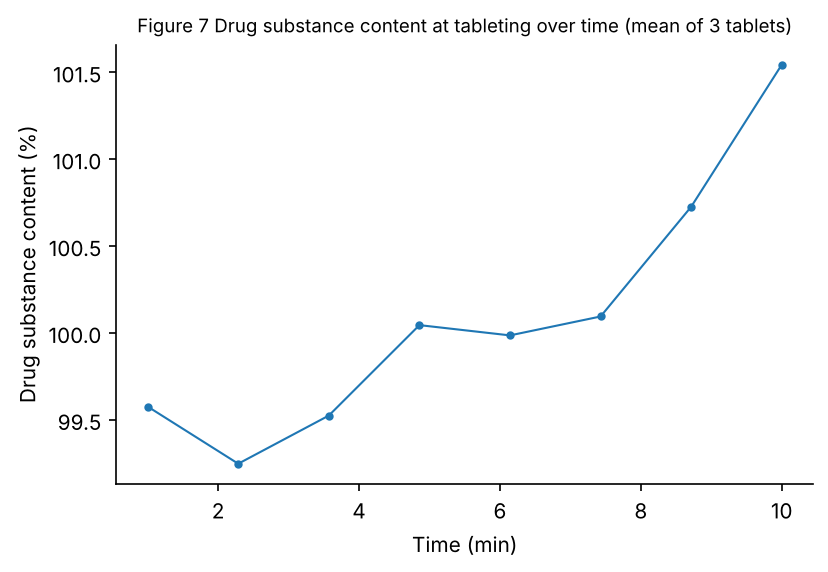 Figure 7 Drug substance content at tableting over time (mean of 3 tablets)
101.5
101.0
100.5
100.0
99.5
Drug substance content (%)
2 4 6 8 10
Time (min)